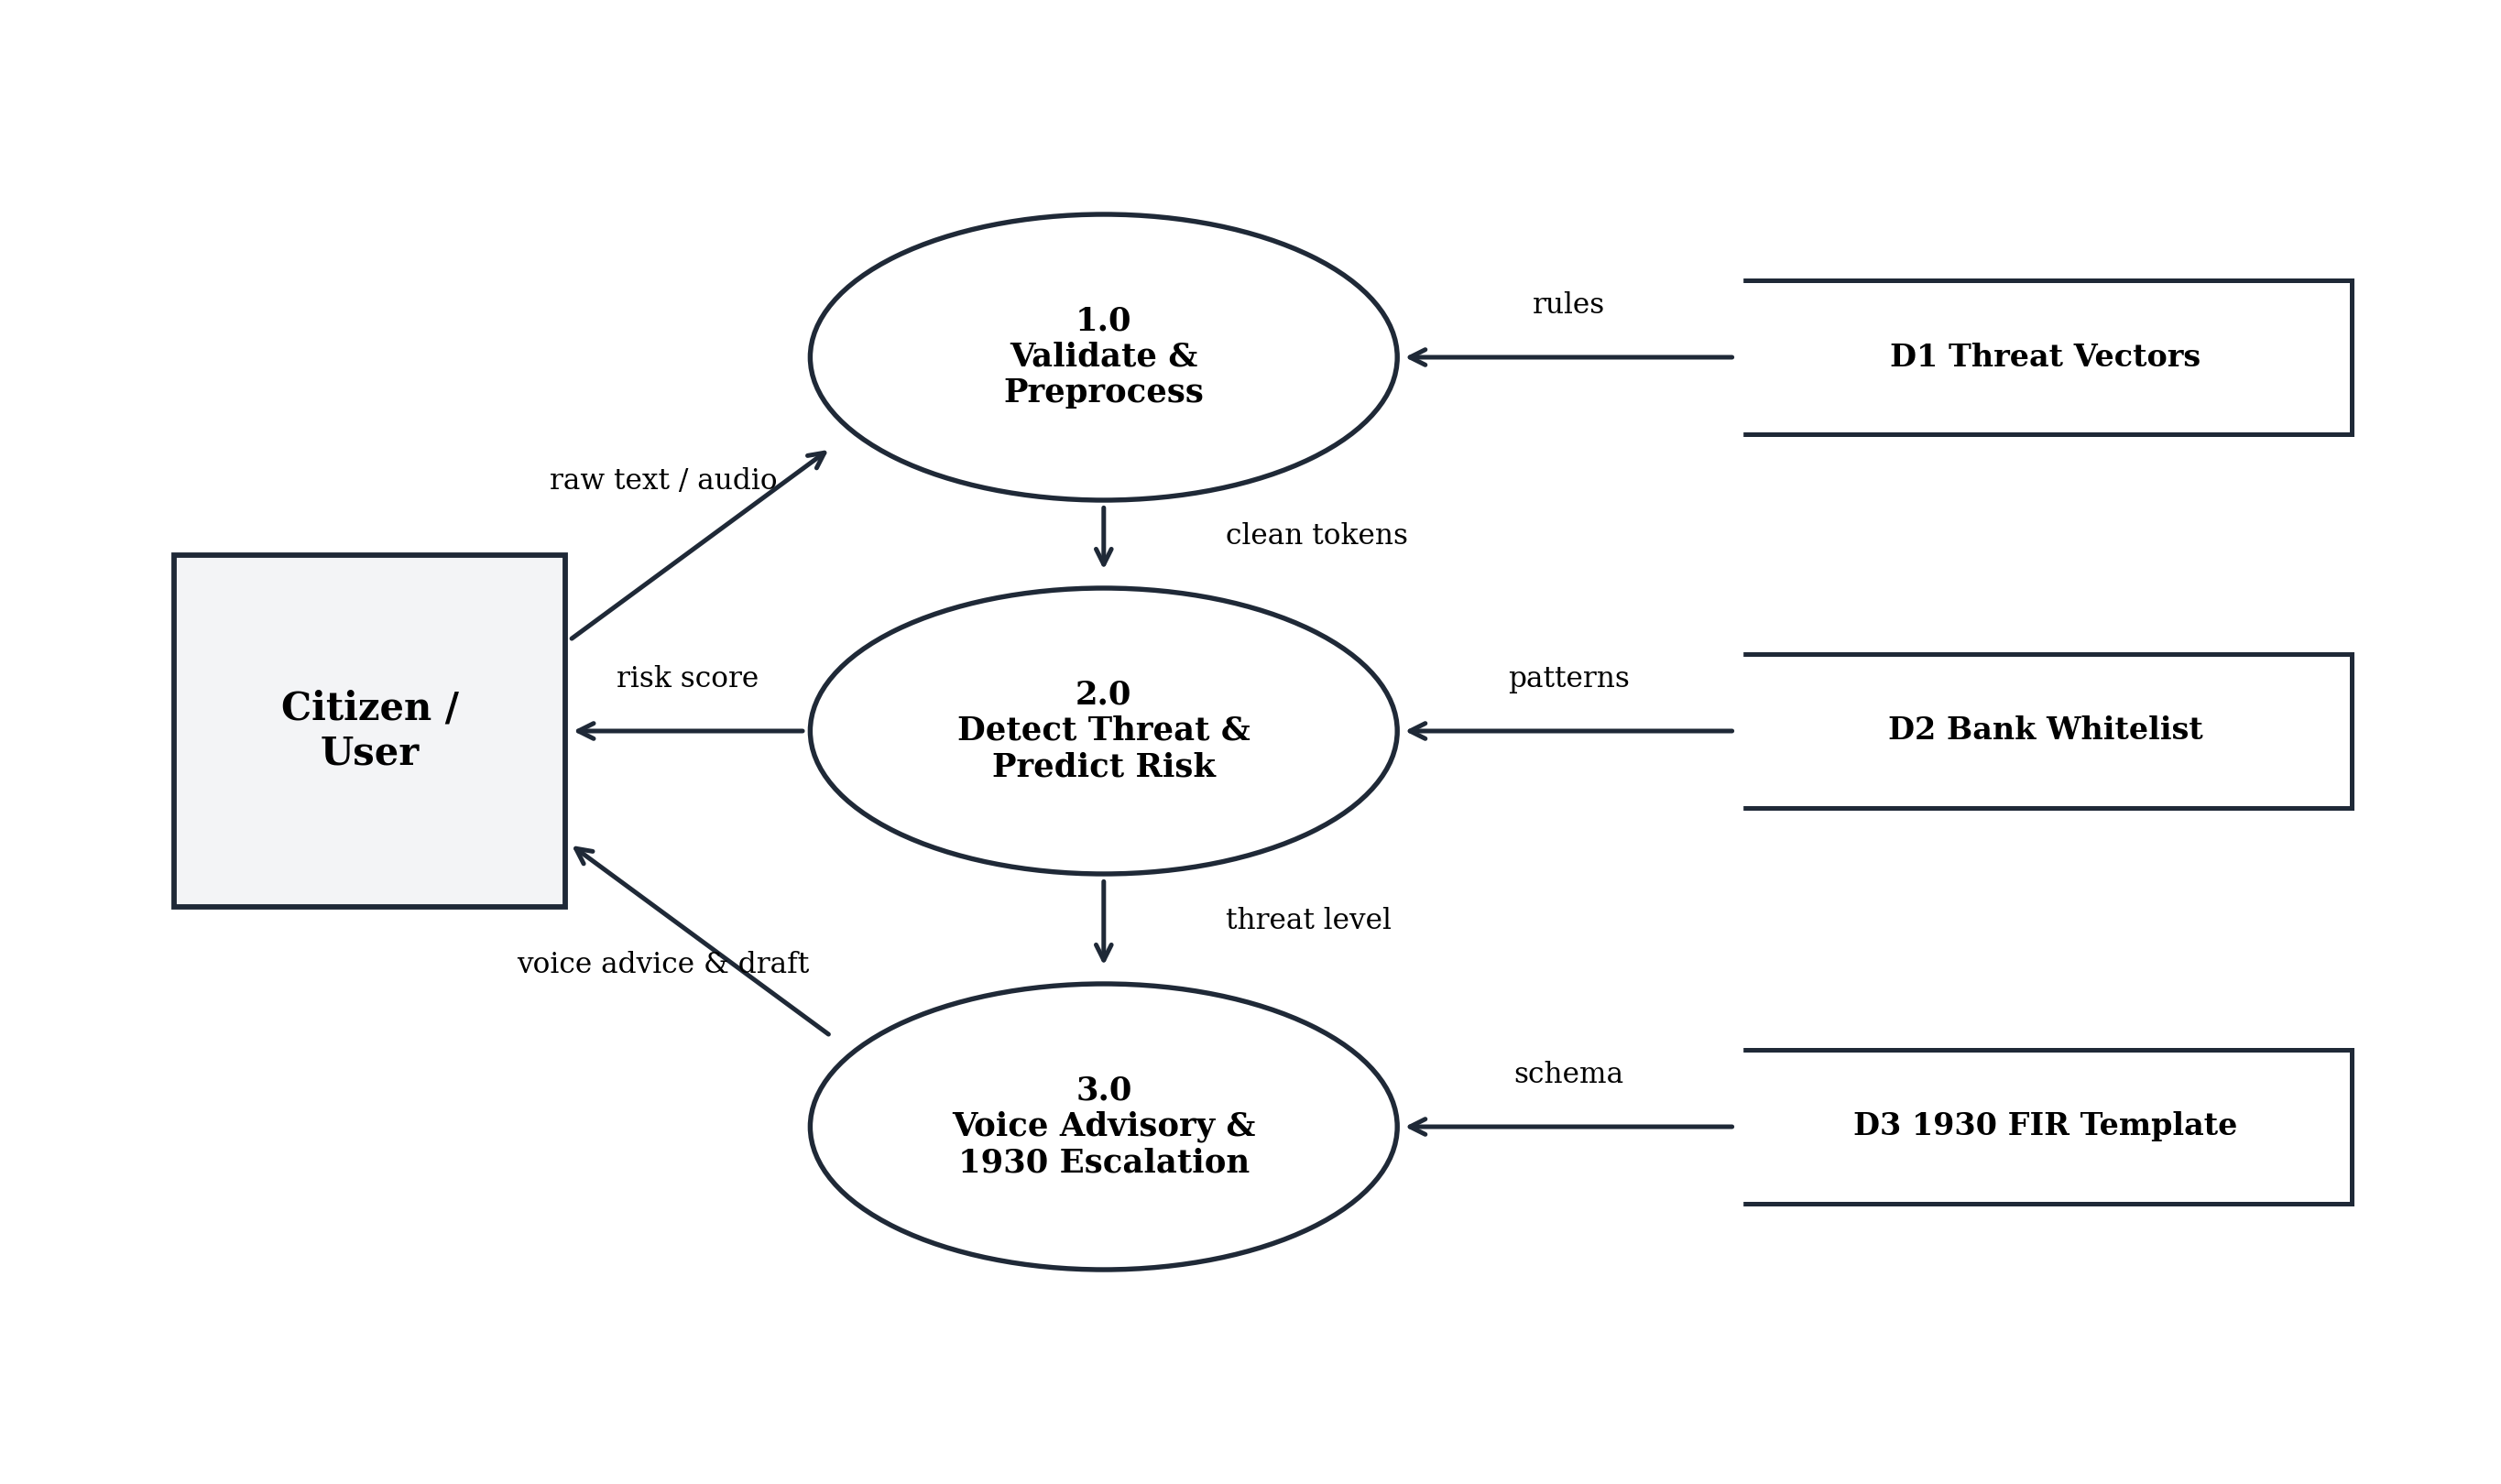 1.0
Validate &
Preprocess
rules
D1 Threat Vectors
raw text / audio
clean tokens
Citizen /
User
risk score
2.0
Detect Threat &
Predict Risk
patterns
D2 Bank Whitelist
threat level
voice advice & draft
3.0
Voice Advisory &
1930 Escalation
schema
D3 1930 FIR Template